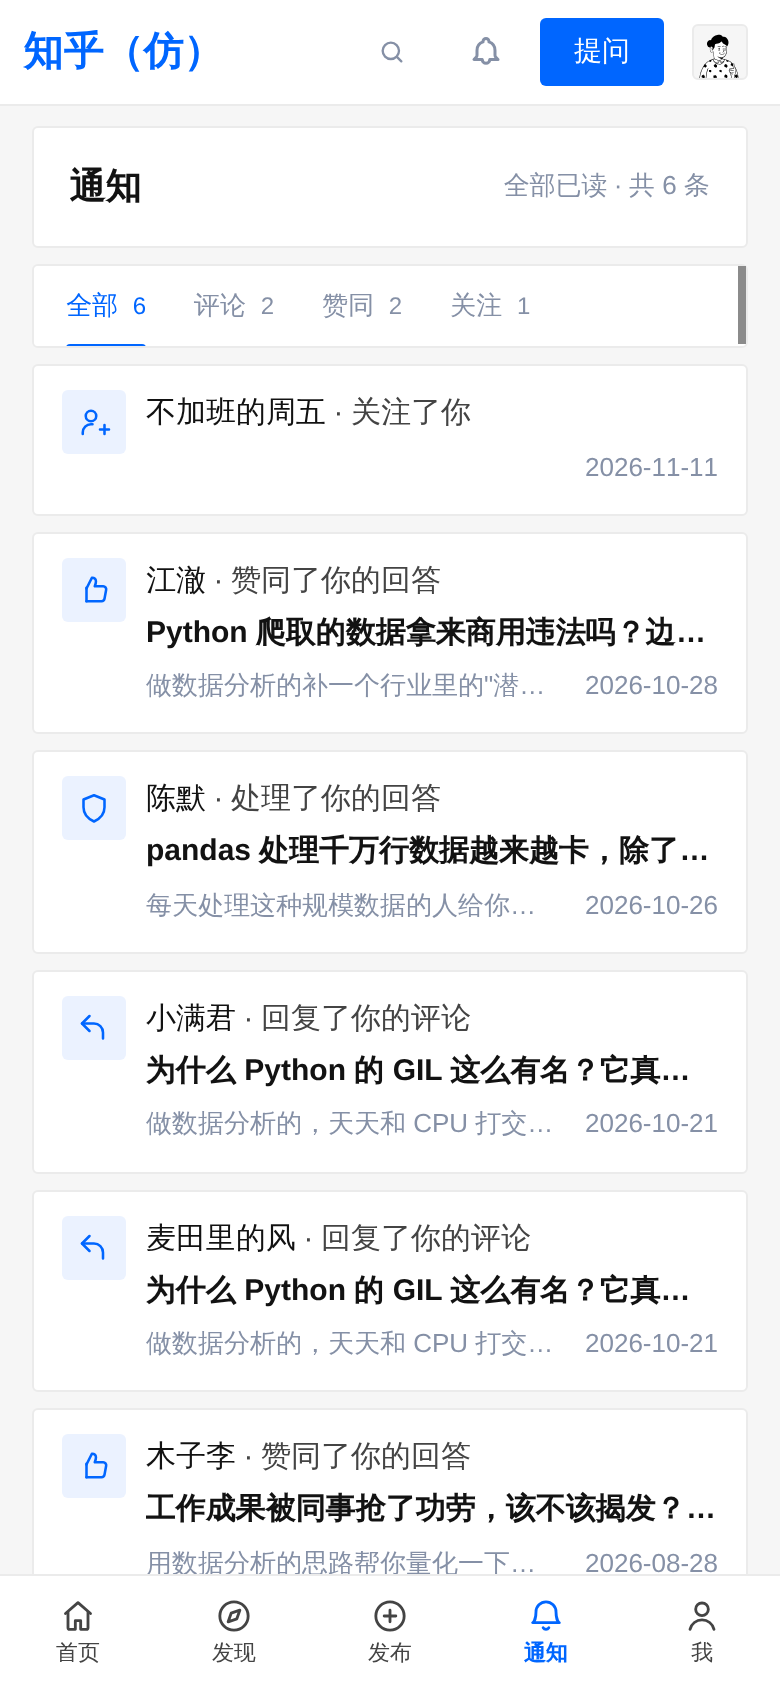 知乎（仿）
提问
通知
全部已读 · 共 6 条
全部 6 评论 2 赞同 2 关注 1
不加班的周五 · 关注了你
2026-11-11
江澈 · 赞同了你的回答
Python 爬取的数据拿来商用违法吗？边…
做数据分析的补一个行业里的"潜… 2026-10-28
陈默 · 处理了你的回答
pandas 处理千万行数据越来越卡，除了…
每天处理这种规模数据的人给你… 2026-10-26
小满君 · 回复了你的评论
为什么 Python 的 GIL 这么有名？它真…
做数据分析的，天天和 CPU 打交… 2026-10-21
麦田里的风 · 回复了你的评论
为什么 Python 的 GIL 这么有名？它真…
做数据分析的，天天和 CPU 打交… 2026-10-21
木子李 · 赞同了你的回答
工作成果被同事抢了功劳，该不该揭发？…
用数据分析的思路帮你量化一下… 2026-08-28
首页 发现 发布 通知 我